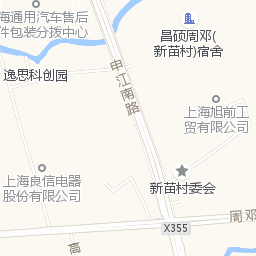 海通用汽车售后
件包装分拨中心
昌硕周邓(
新苗村)宿舍
逸思科创园
申江南路
上海旭前工
贸有限公司
上海良信电器
股份有限公司
新苗村委会
周邓
X355
高